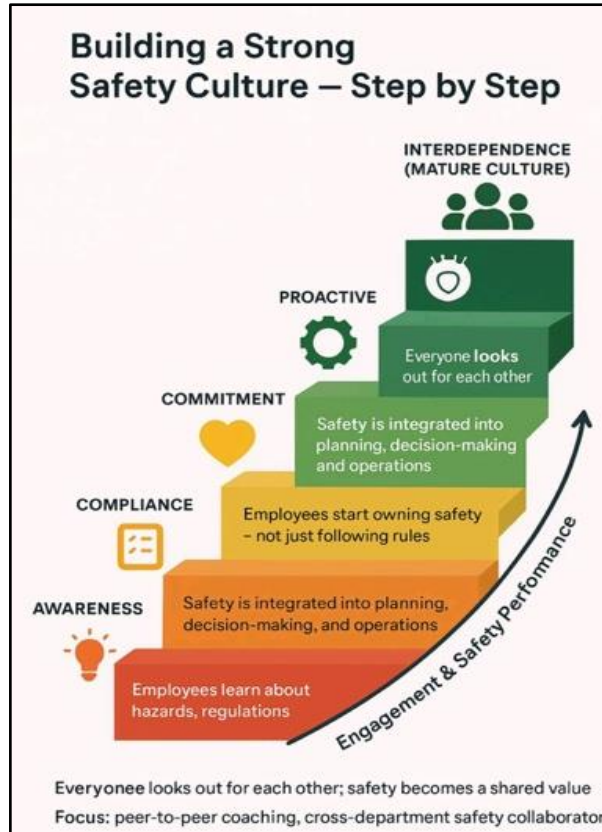 Building a Strong
Safety Culture – Step by Step
INTERDEPENDENCE
(MATURE CULTURE)
PROACTIVE
Everyone looks
out for each other
COMMITMENT
Safety is integrated into
planning, decision-making
and operations
COMPLIANCE
Employees start owning safety
– not just following rules
AWARENESS
Safety is integrated into planning,
decision-making, and operations
Employees learn about
hazards, regulations
Engagement & Safety Performance
Everyonee looks out for each other; safety becomes a shared value
Focus: peer-to-peer coaching, cross-department safety collaborator